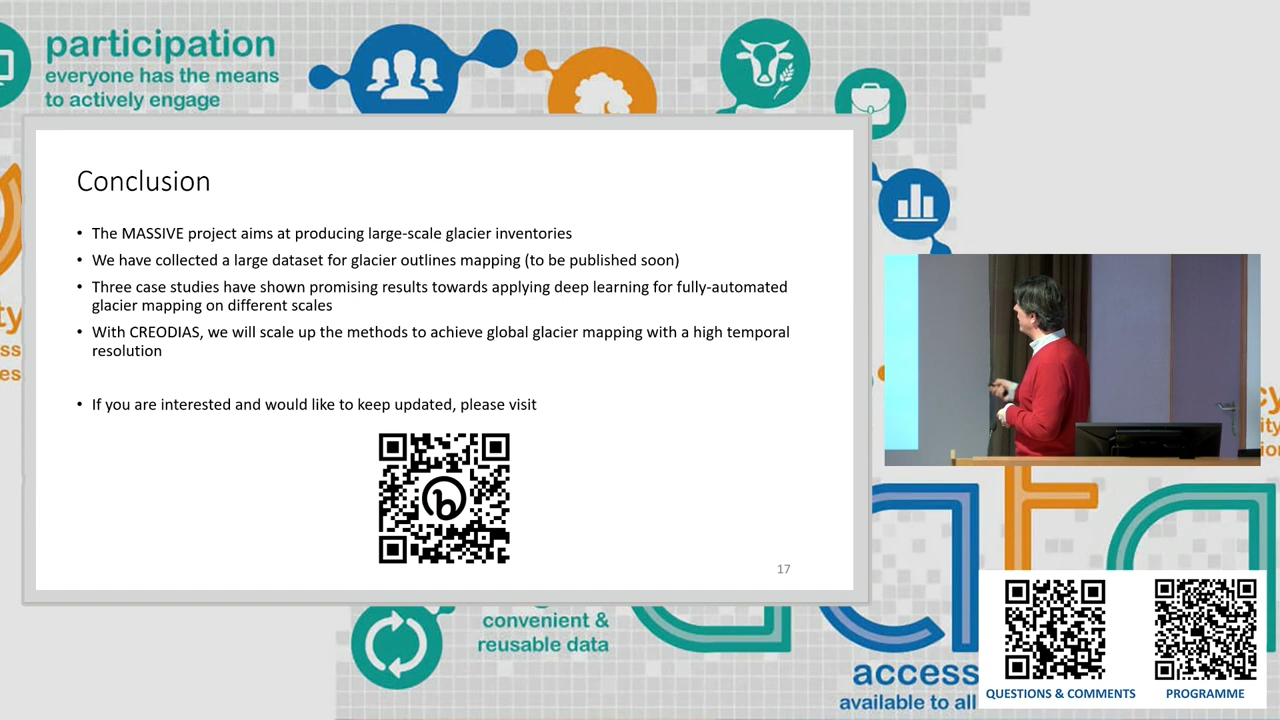 participation
everyone has the means
to actively engage
Conclusion
• The MASSIVE project aims at producing large-scale glacier inventories
• We have collected a large dataset for glacier outlines mapping (to be published soon)
• Three case studies have shown promising results towards applying deep learning for fully-automated
glacier mapping on different scales
• With CREODIAS, we will scale up the methods to achieve global glacier mapping with a high temporal
resolution
• If you are interested and would like to keep updated, please visit
b
17
convenient &
reusable data
access
available to all
QUESTIONS & COMMENTS
PROGRAMME